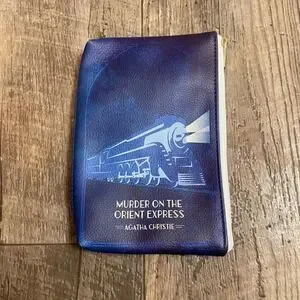 MURDER ON THE
ORIENT EXPRESS
AGATHA CHRISTIE